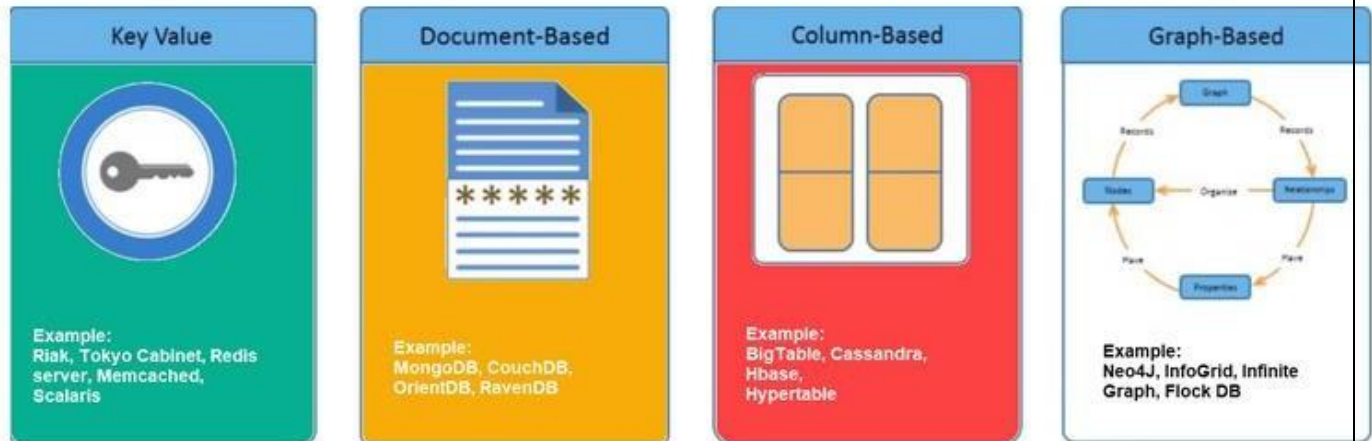 Key Value
Example:
Riak, Tokyo Cabinet, Redis
server, Memcached,
Scalaris
Document-Based
*****
Example:
MongoDB, CouchDB,
OrientDB, RavenDB
Column-Based
Example:
BigTable, Cassandra,
Hbase,
Hypertable
Graph-Based
Graph
Records
Records
Nodes
Organize
Relationships
Have
Have
Properties
Example:
Neo4J, InfoGrid, Infinite
Graph, Flock DB